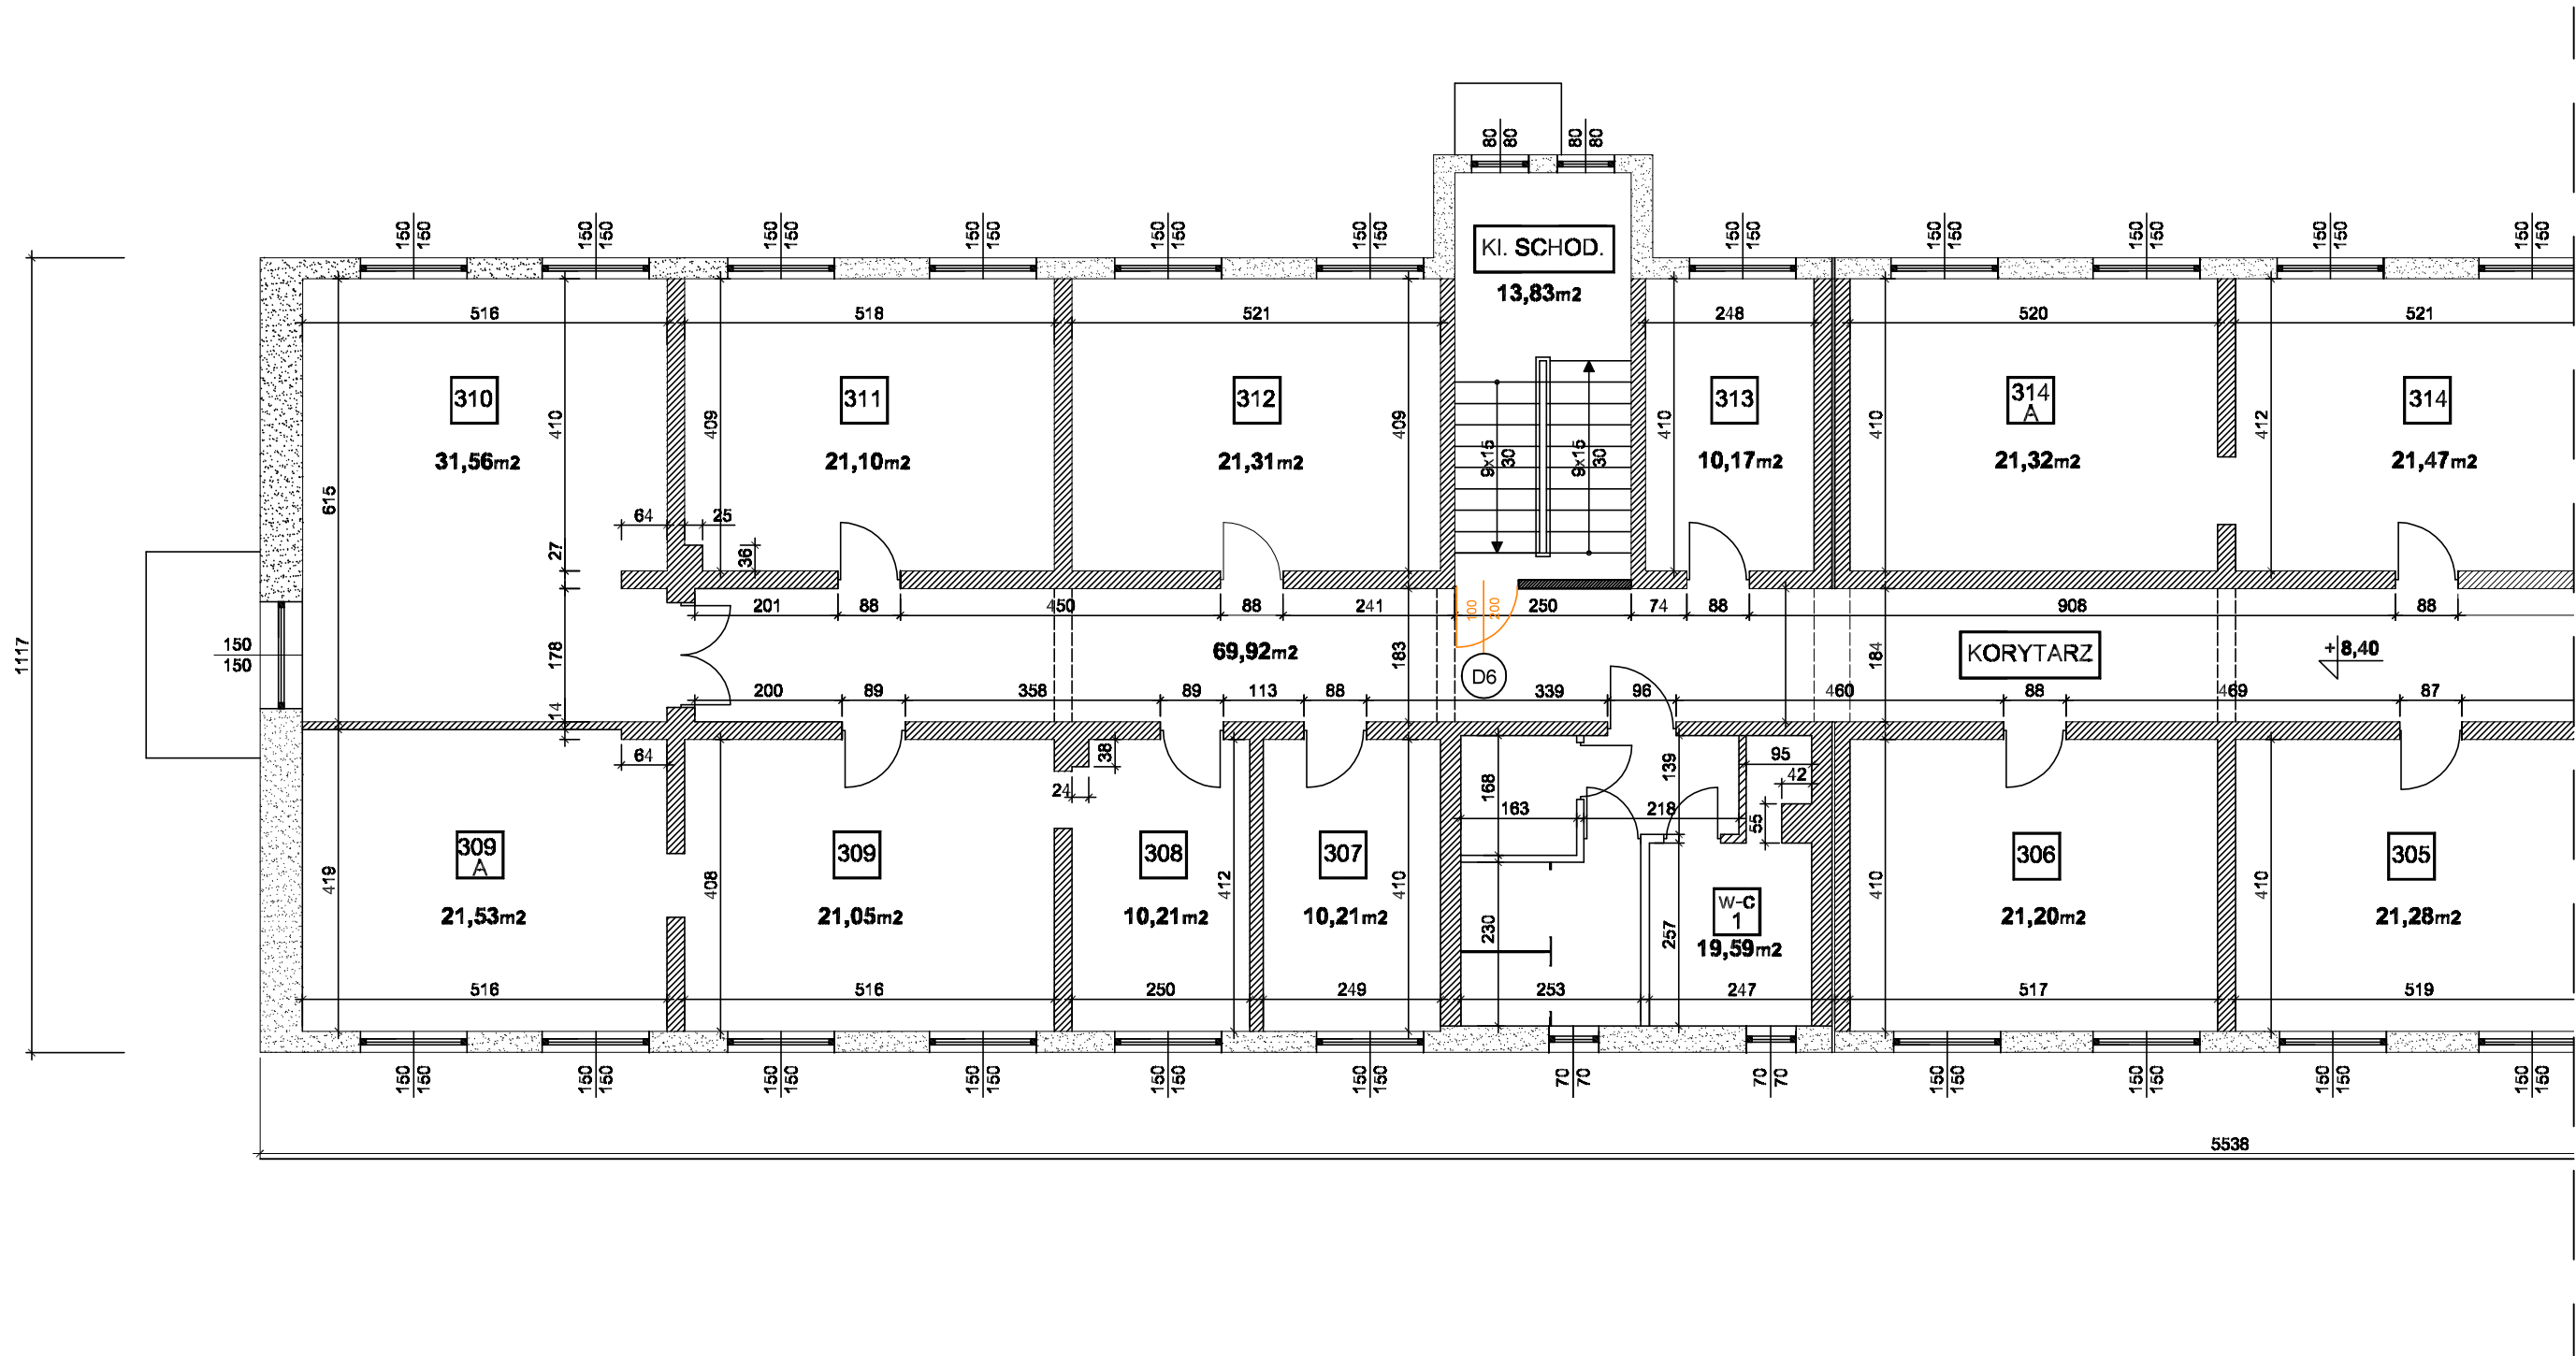 80 80 80 80
150 150 150 150 150 150 150 150 150 150 150 150 150 150 150 150 150 150 150 150 150 150
Kl. SCHOD.
13,83m2
516 518 521 248 520 521
310 311 312 313 314 A 314
410 409 409 410 410 412
31,56m2 21,10m2 21,31m2 10,17m2 21,32m2 21,47m2
9x15 30 9x15 30
615
64 25
27 36
201 88 450 88 241 100 200 250 74 88 908 88
1117
150
150
178 69,92m2 183 D6 184 KORYTARZ +8,40
200 89 358 89 113 88 339 96 460 88 469 87
14
64 38 168 139 95
24 42
163 218
55
309 A 309 308 307 306 305
419 408 412 410 410 410
W-C
1
21,53m2 21,05m2 10,21m2 10,21m2 21,20m2 21,28m2
230 257 19,59m2
516 516 250 249 253 247 517 519
150 150 150 150 150 150 150 150 150 150 150 150 70 70 70 70 150 150 150 150 150 150 150 150
5538